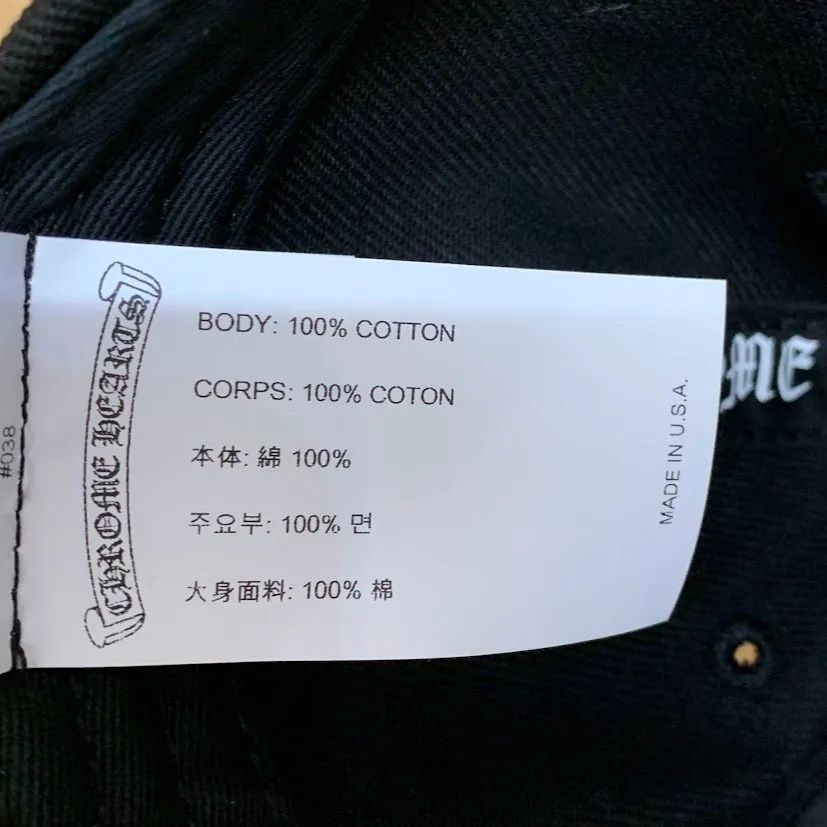 #038
CHROME HEARTS
BODY: 100% COTTON
CORPS: 100% COTON
本体: 綿 100%
주요부: 100% 면
大身面料: 100% 棉
MADE IN U.S.A.
OME